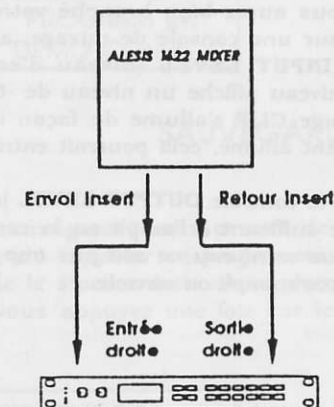 ALESIS 1622 MIXER
Envoi Insert Retour Insert
Entrée Sortie
droite droite